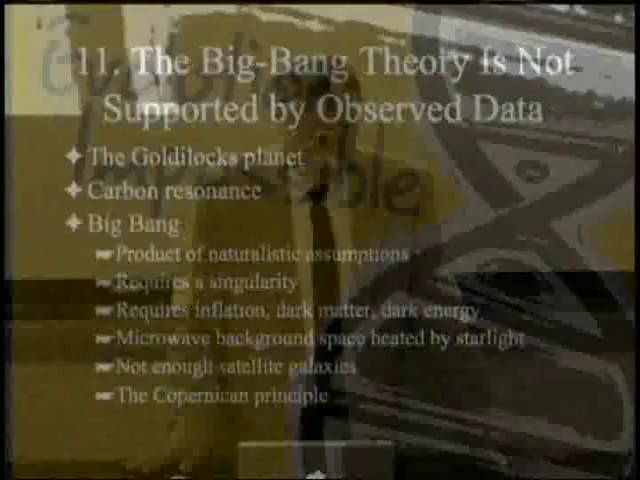 11. The Big-Bang Theory Is Not
Supported by Observed Data
The Goldilocks planet
Carbon resonance
Big Bang
Product of naturalistic assumptions
Requires a singularity
Requires inflation, dark matter, dark energy
Microwave background space heated by starlight
Not enough satellite galaxies
The Copernican principle